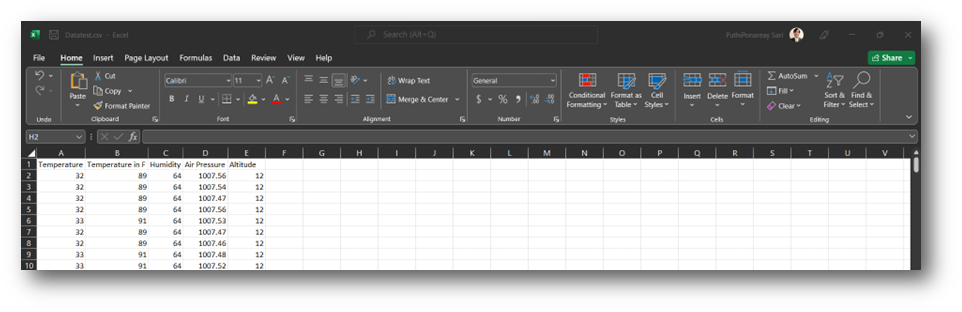 Datatest.csv - Excel
Search (Alt+Q)
PuthiPonareay Sari
File Home Insert Page Layout Formulas Data Review View Help
Share
Paste
Cut
Copy
Format Painter
Calibri 11 A A
B I U A
Wrap Text
Merge & Center
General
$ % 9 .00 .00
Conditional Formatting
Format as Table
Cell Styles
Insert Delete Format
AutoSum
Fill
Clear
Sort & Filter
Find & Select
Undo Clipboard Font Alignment Number Styles Cells Editing
H2 fx
A B C D E F G H I J K L M N O P Q R S T U V
1 Temperature Temperature in F Humidity Air Pressure Altitude
2 32 89 64 1007.56 12
3 32 89 64 1007.54 12
4 32 89 64 1007.47 12
5 32 89 64 1007.56 12
6 33 91 64 1007.53 12
7 32 89 64 1007.47 12
8 32 89 64 1007.46 12
9 33 91 64 1007.48 12
10 33 91 64 1007.52 12